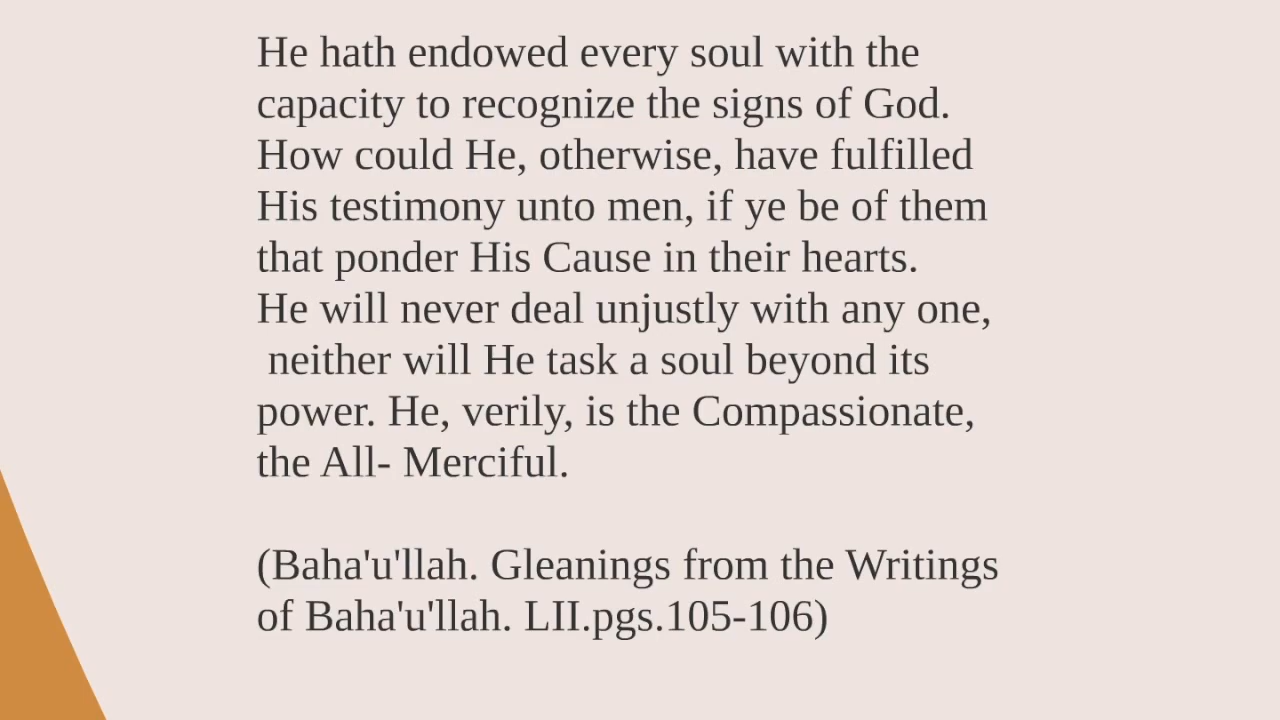 He hath endowed every soul with the
capacity to recognize the signs of God.
How could He, otherwise, have fulfilled
His testimony unto men, if ye be of them
that ponder His Cause in their hearts.
He will never deal unjustly with any one,
neither will He task a soul beyond its
power. He, verily, is the Compassionate,
the All- Merciful.
(Baha'u'llah. Gleanings from the Writings
of Baha'u'llah. LII.pgs.105-106)